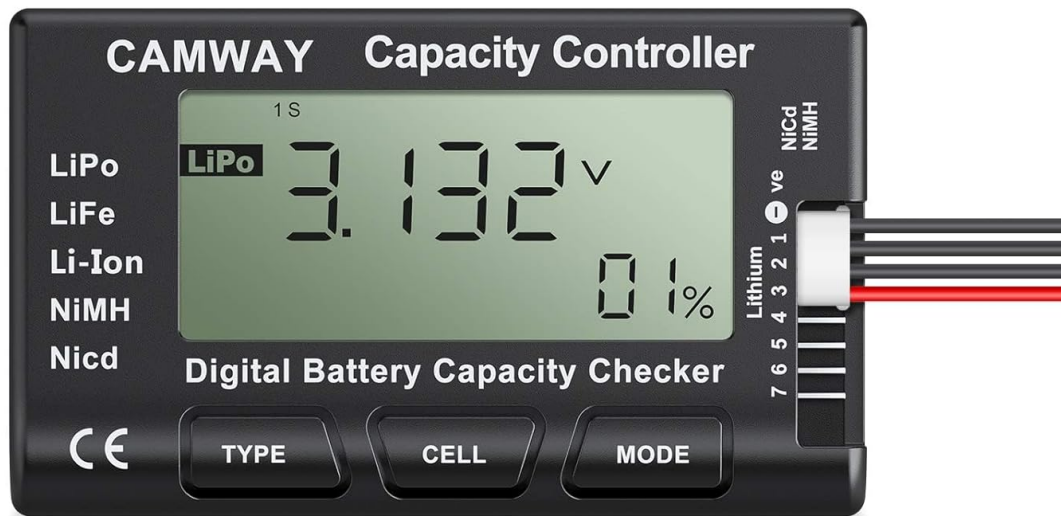 CAMWAY Capacity Controller
1 S
LiPo 3.132 V
01%
LiPo
LiFe
Li-Ion
NiMH
Nicd
NiCd
NiMH
⊖ ve
Lithium
1 2 3 4 5 6 7
Digital Battery Capacity Checker
CE
TYPE
CELL
MODE